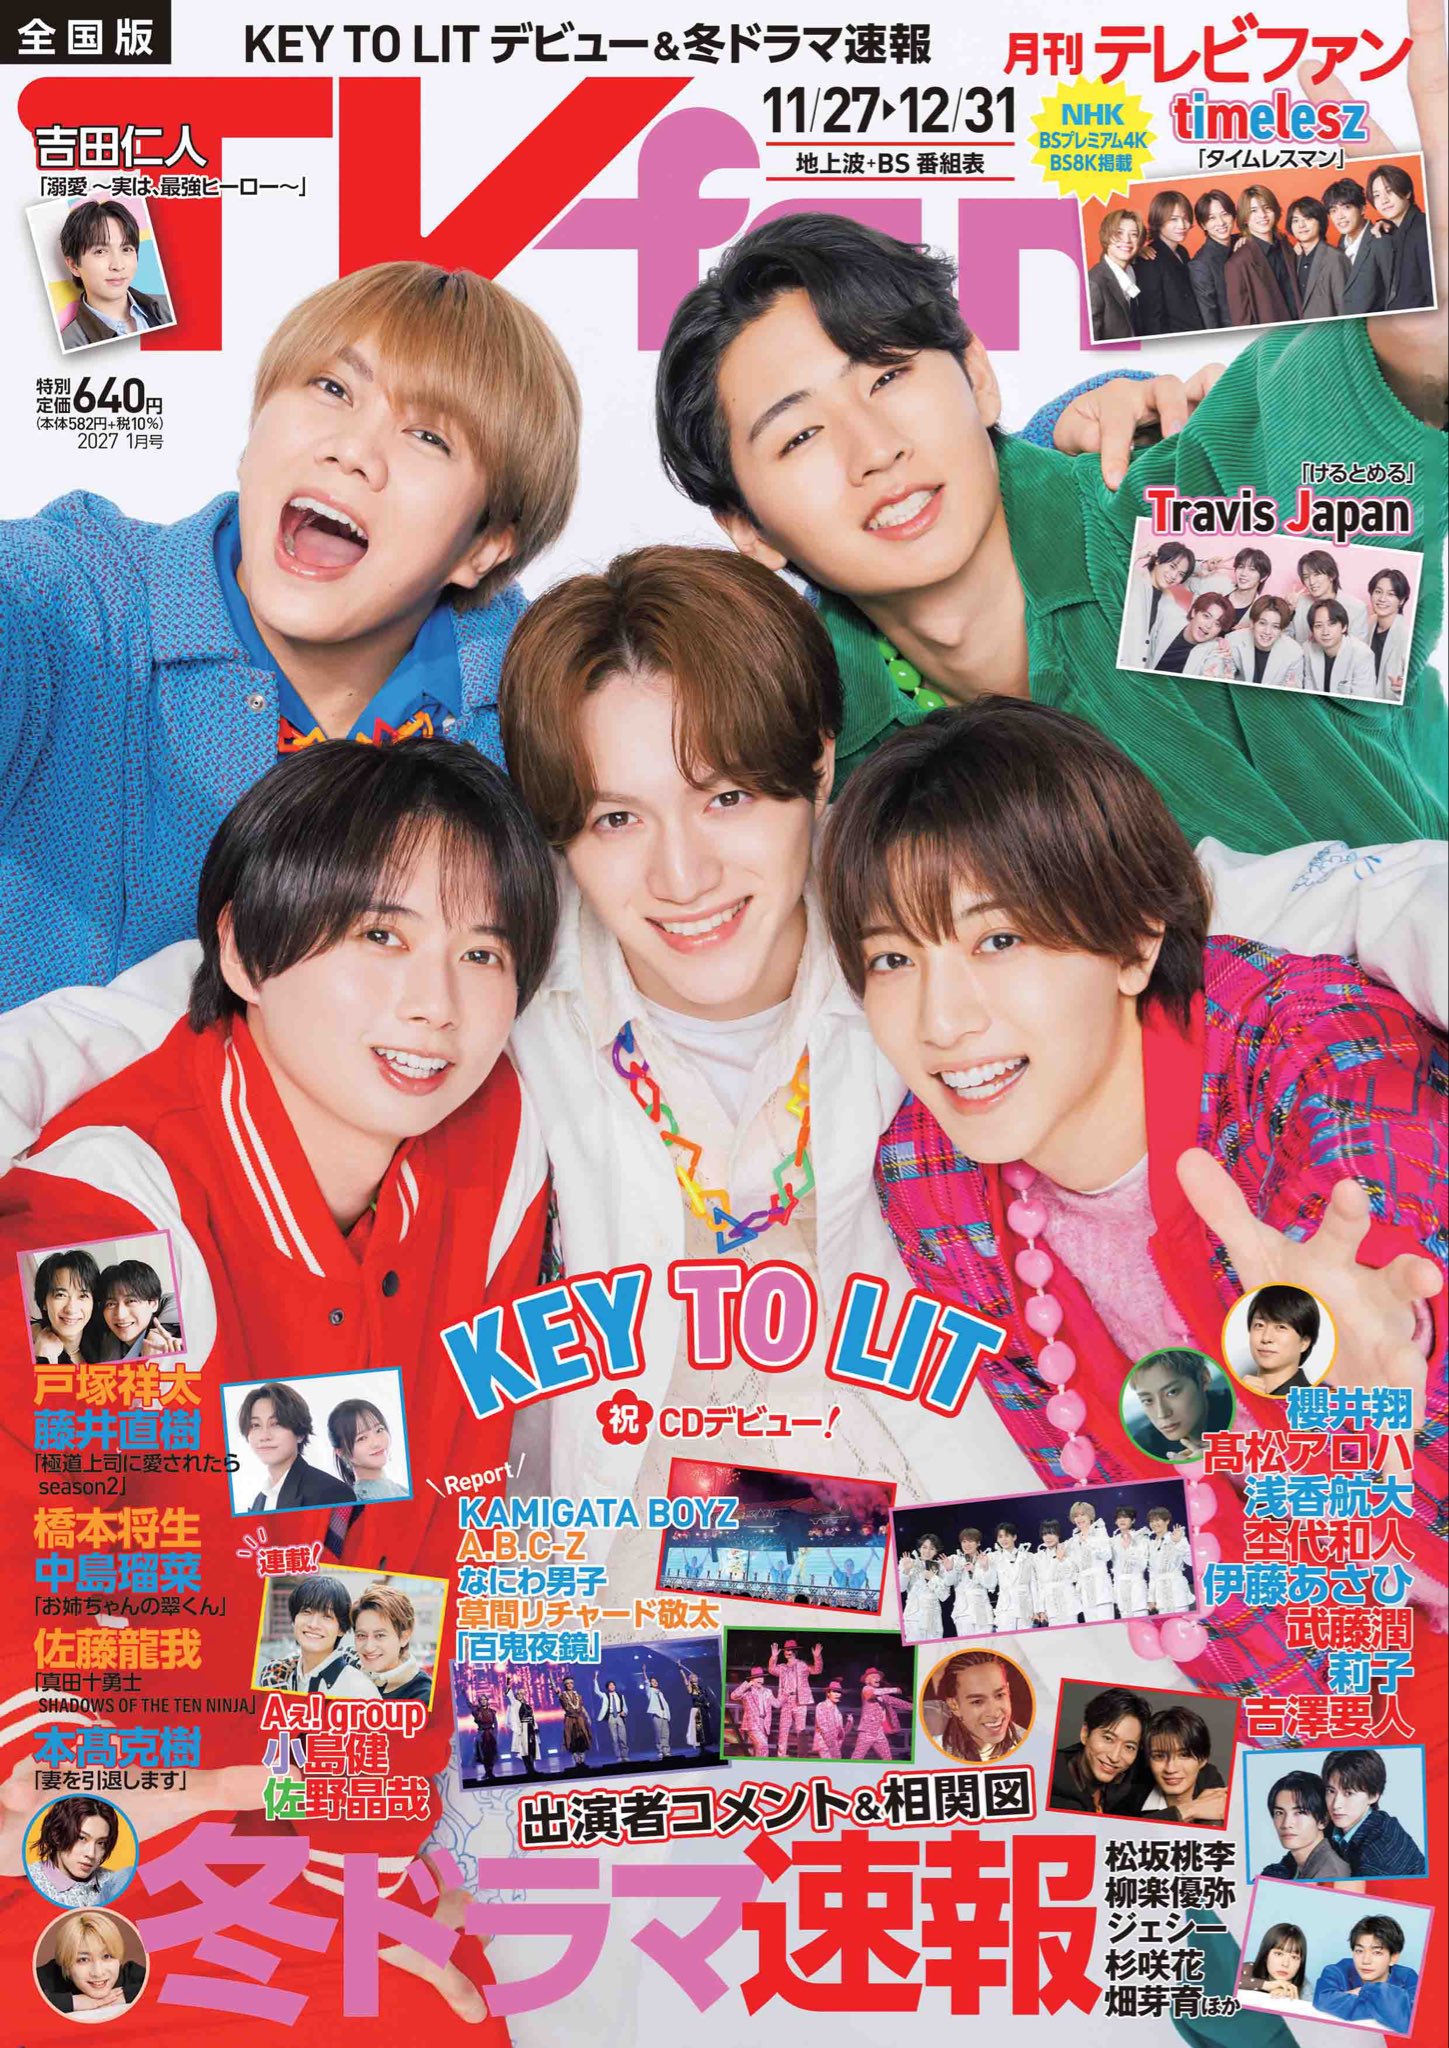 全国版
KEY TO LIT デビュー&冬ドラマ速報
月刊 テレビファン
TVfan
11/27▶12/31
地上波+BS 番組表
NHK
BSプレミアム4K
BS8K掲載
timelesz
「タイムレスマン」
吉田仁人
「溺愛 ～実は、最強ヒーロー～」
特別
定価640円
(本体582円+税10%)
2027 1月号
「けるとめる」
Travis Japan
KEY TO LIT
祝 CDデビュー!
戸塚祥太
藤井直樹
「極道上司に愛されたら
season2」
橋本将生
中島瑠菜
「お姉ちゃんの翠くん」
佐藤龍我
「真田十勇士
SHADOWS OF THE TEN NINJA」
本髙克樹
「妻を引退します」
連載!
Aぇ! group
小島健
佐野晶哉
\Report/
KAMIGATA BOYZ
A.B.C-Z
なにわ男子
草間リチャード敬太
「百鬼夜鏡」
櫻井翔
髙松アロハ
浅香航大
杢代和人
伊藤あさひ
武藤潤
莉子
吉澤要人
出演者コメント&相関図
冬ドラマ速報
松坂桃李
柳楽優弥
ジェシー
杉咲花
畑芽育ほか